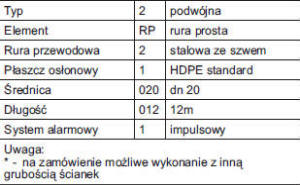 Typ 2 podwójna
Element RP rura prosta
Rura przewodowa 2 stalowa ze szwem
Płaszcz osłonowy 1 HDPE standard
Średnica 020 dn 20
Długość 012 12m
System alarmowy 1 impulsowy
Uwaga:
* - na zamówienie możliwe wykonanie z inną
grubością ścianek